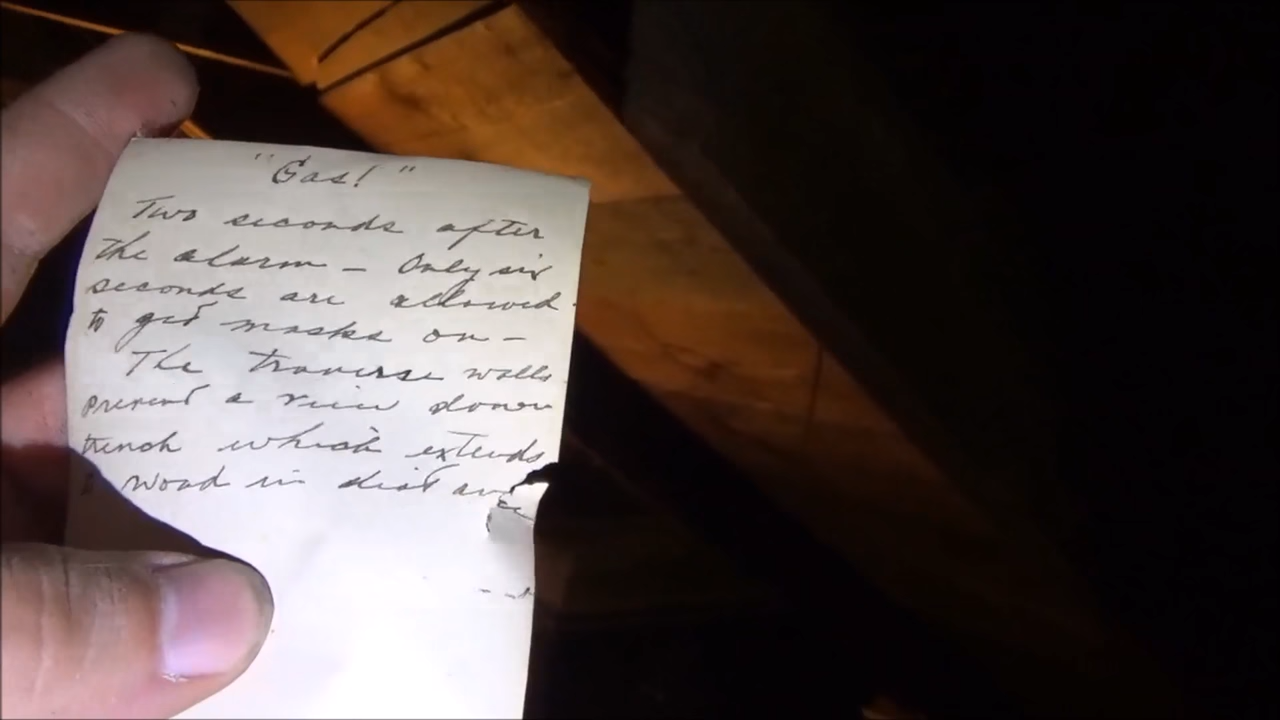 "Gas!"
Two seconds after
the alarm – Only six
seconds are allowed
to get masks on –
The traverse walls
prevent a view down
trench which extends
wood in distance